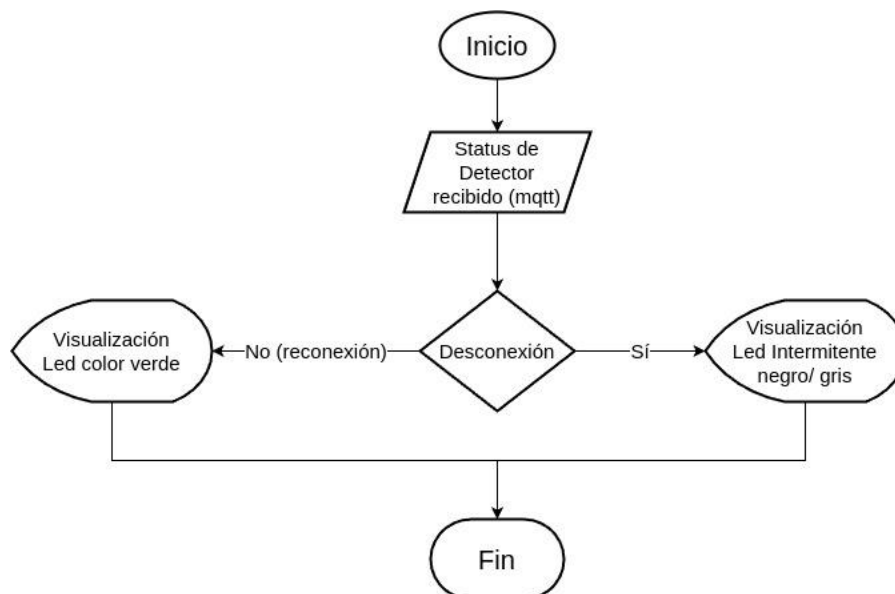 Inicio
Status de
Detector
recibido (mqtt)
Visualización
Led color verde
No (reconexión)
Desconexión
Sí
Visualización
Led Intermitente
negro/ gris
Fin